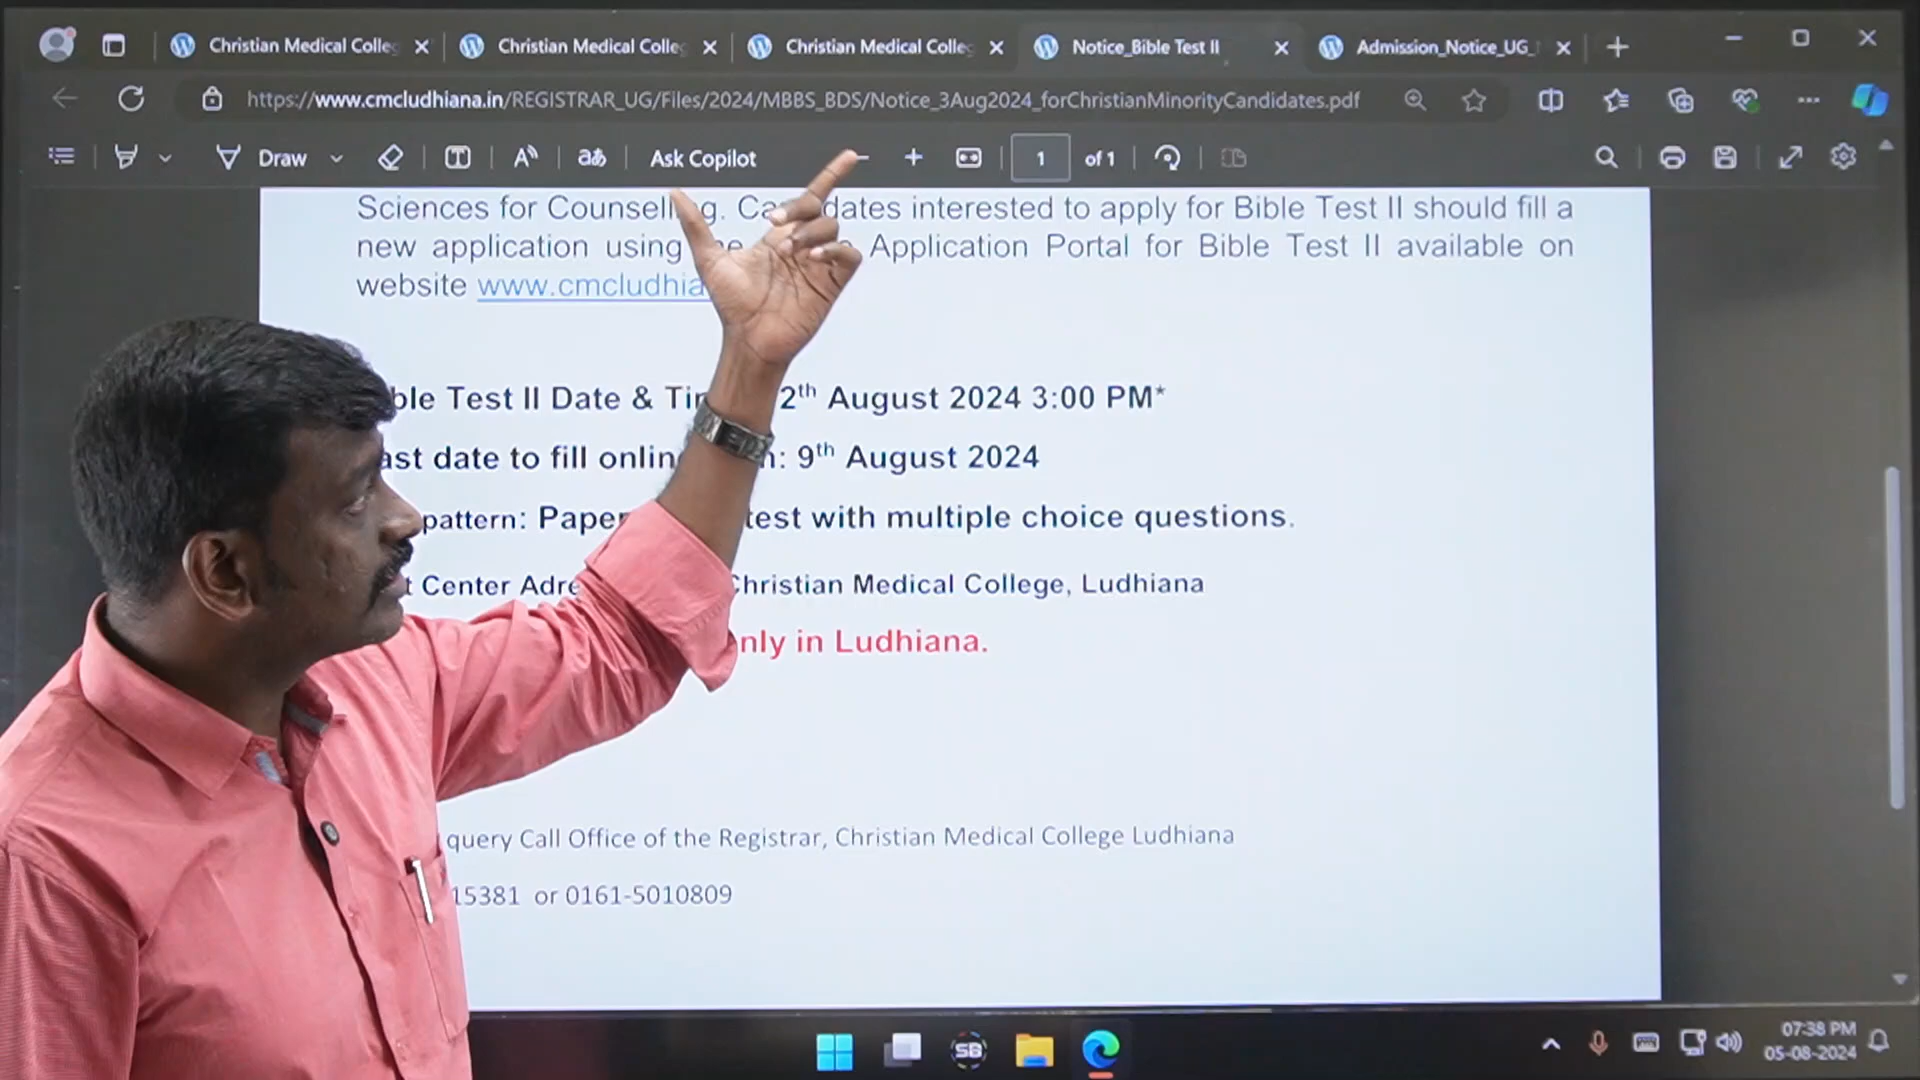 Christian Medical Colle
Christian Medical Colle
Christian Medical Colle
Notice_Bible Test II
Admission_Notice_UG_
https://www.cmcludhiana.in/REGISTRAR_UG/Files/2024/MBBS_BDS/Notice_3Aug2024_forChristianMinorityCandidates.pdf
Draw
Ask Copilot
1 of 1
Sciences for Counselling. Candidates interested to apply for Bible Test II should fill a
new application using Application Portal for Bible Test II available on
website www.cmcludhia
ble Test II Date & Ti 2th August 2024 3:00 PM*
ast date to fill onlin : 9th August 2024
pattern: Paper test with multiple choice questions.
t Center Adre Christian Medical College, Ludhiana
nly in Ludhiana.
query Call Office of the Registrar, Christian Medical College Ludhiana
15381 or 0161-5010809
SB
07:38 PM
05-08-2024